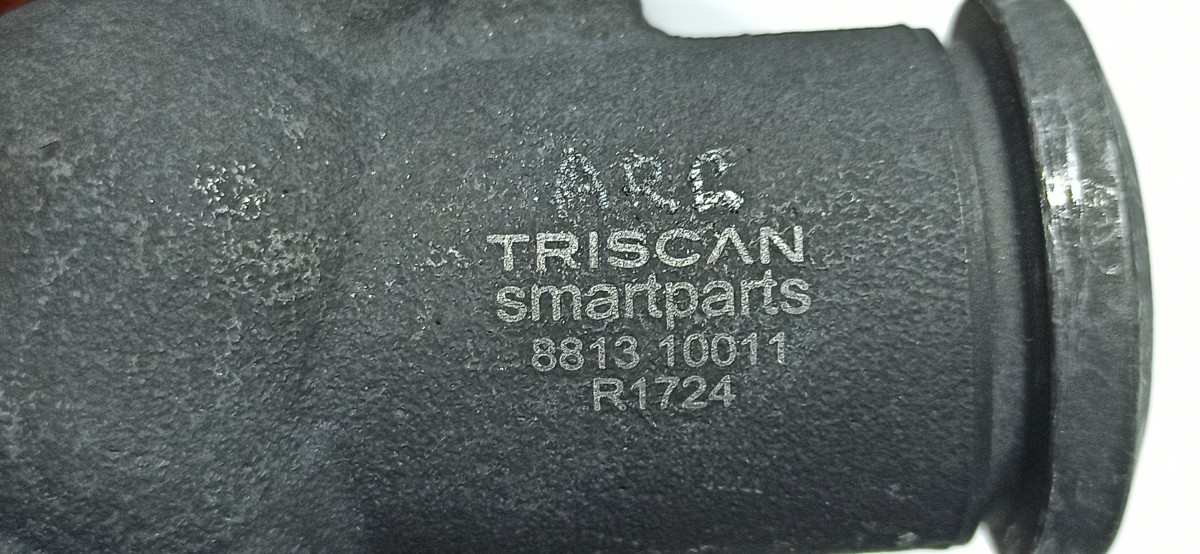 ARC
TRISCAN
smartparts
8813 10011
R1724